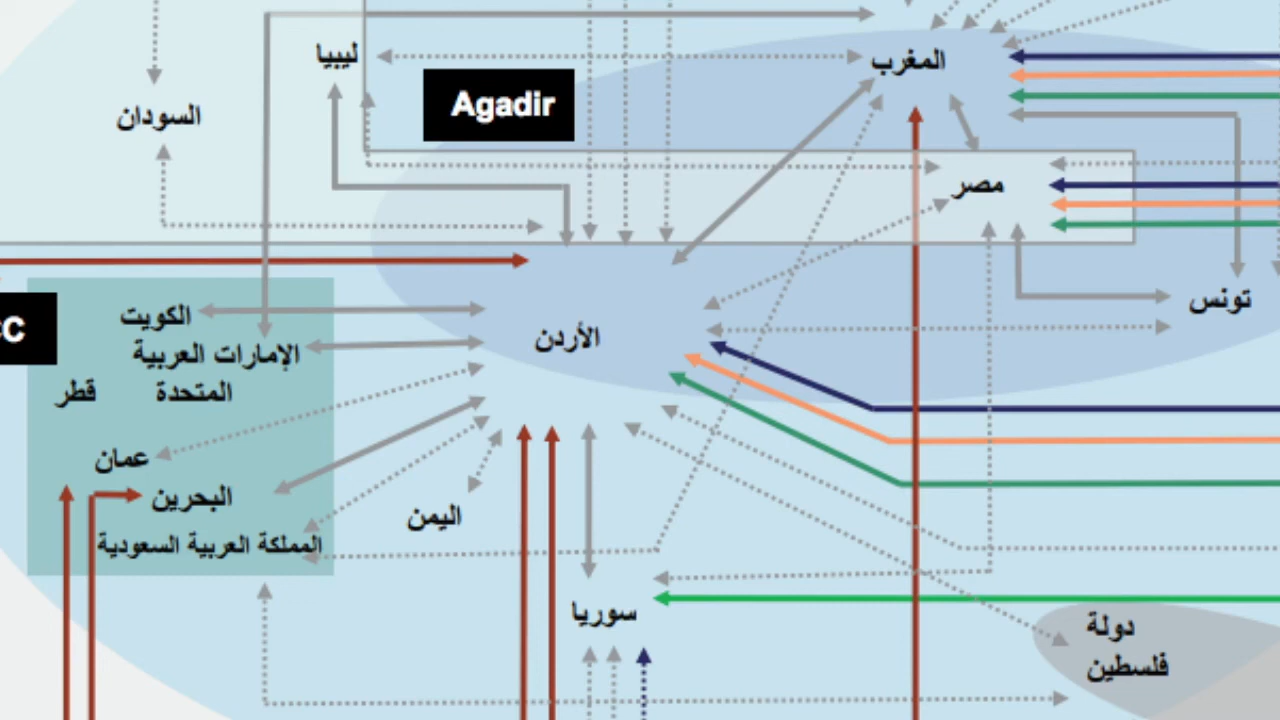 ليبيا
المغرب
Agadir
السودان
مصر
تونس
الكويت
الأردن
الإمارات العربية
المتحدة
قطر
عمان
البحرين
اليمن
المملكة العربية السعودية
سوريا
دولة
فلسطين